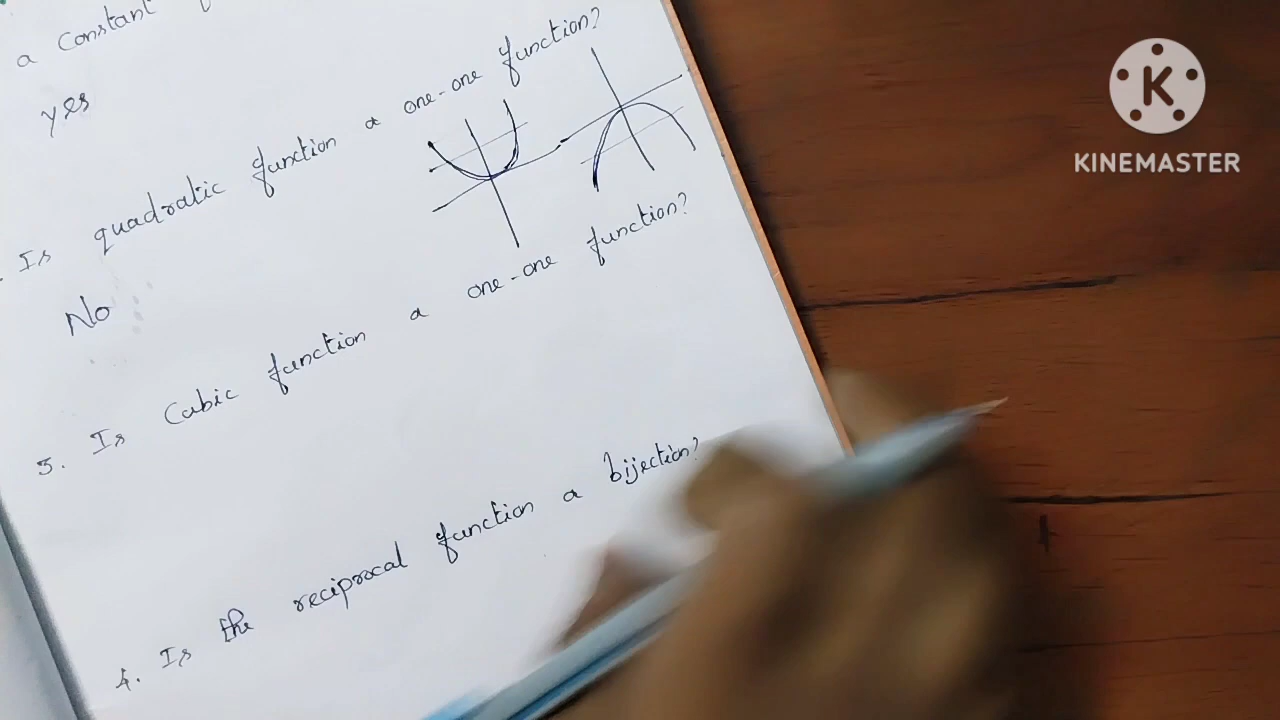 a constant
yes
Is quadratic function a one-one function?
No
3. Is Cubic function a one-one function?
4. Is the reciprocal function a bijection?
K
KINEMASTER